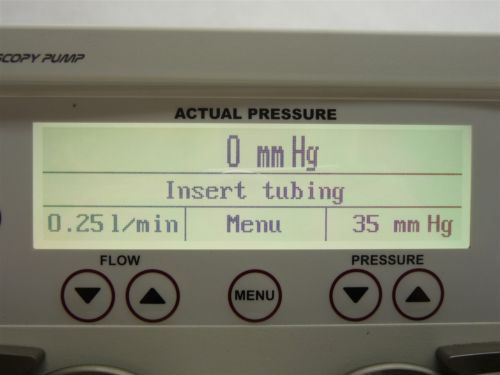 SCOPY PUMP
ACTUAL PRESSURE
0 mm Hg
Insert tubing
0.25 l/min Menu 35 mm Hg
FLOW PRESSURE
MENU